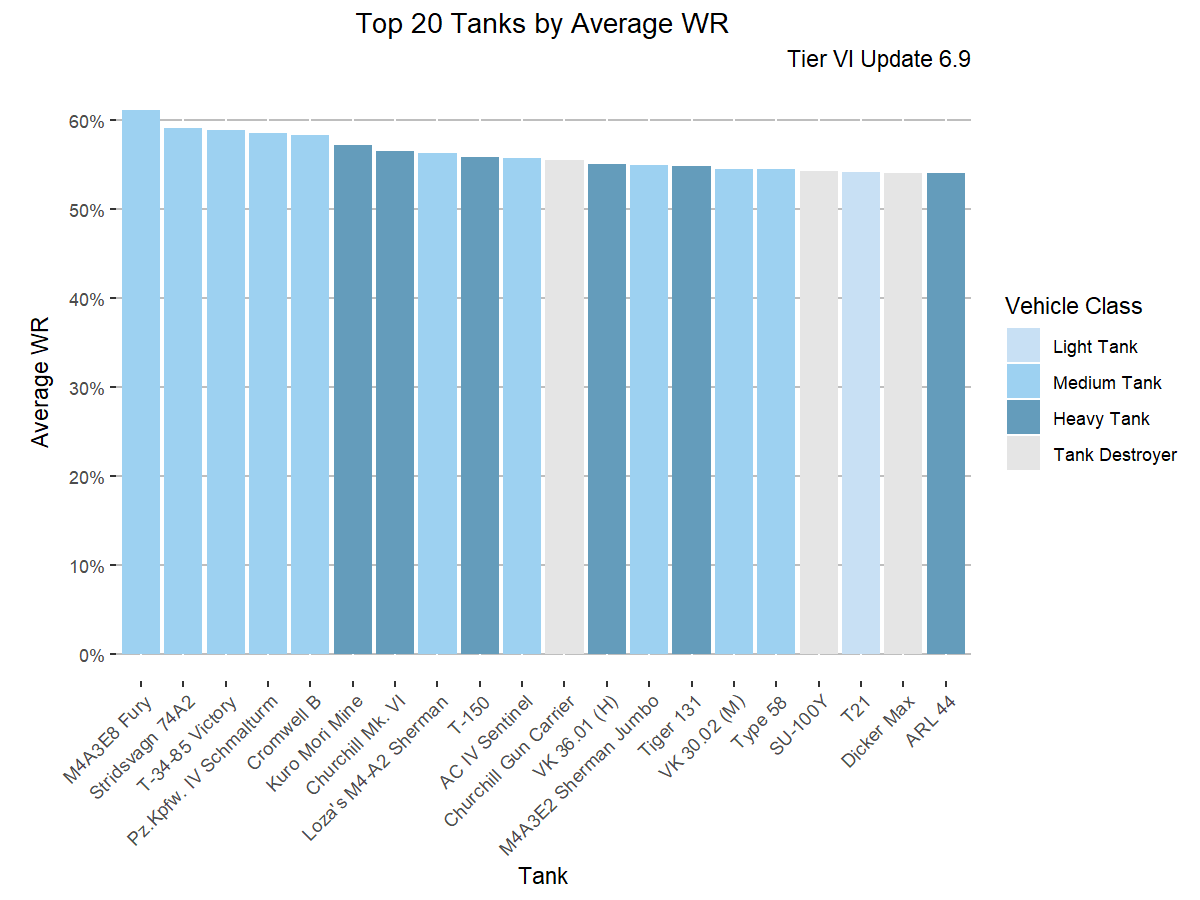 Top 20 Tanks by Average WR
Tier VI Update 6.9
60%
50%
40%
30%
20%
10%
0%
Average WR
M4A3E8 Fury
Stridsvagn 74A2
T-34-85 Victory
Pz.Kpfw. IV Schmalturm
Cromwell B
Kuro Mori Mine
Churchill Mk. VI
Loza's M4-A2 Sherman
T-150
AC IV Sentinel
Churchill Gun Carrier
VK 36.01 (H)
M4A3E2 Sherman Jumbo
Tiger 131
VK 30.02 (M)
Type 58
SU-100Y
T21
Dicker Max
ARL 44
Tank
Vehicle Class
Light Tank
Medium Tank
Heavy Tank
Tank Destroyer